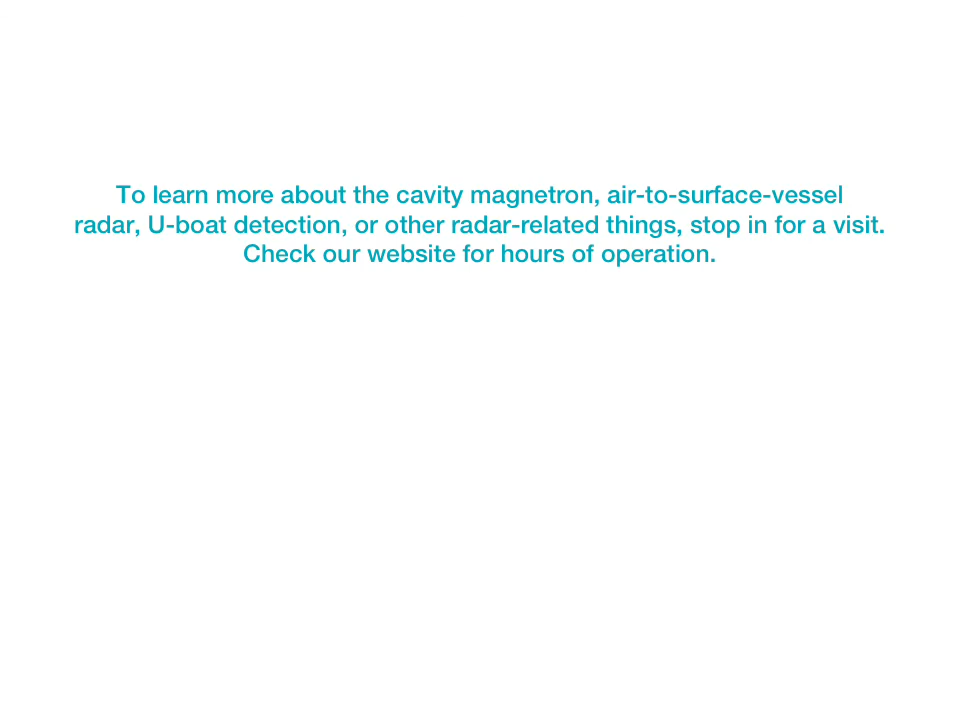 To learn more about the cavity magnetron, air-to-surface-vessel
radar, U-boat detection, or other radar-related things, stop in for a visit.
Check our website for hours of operation.